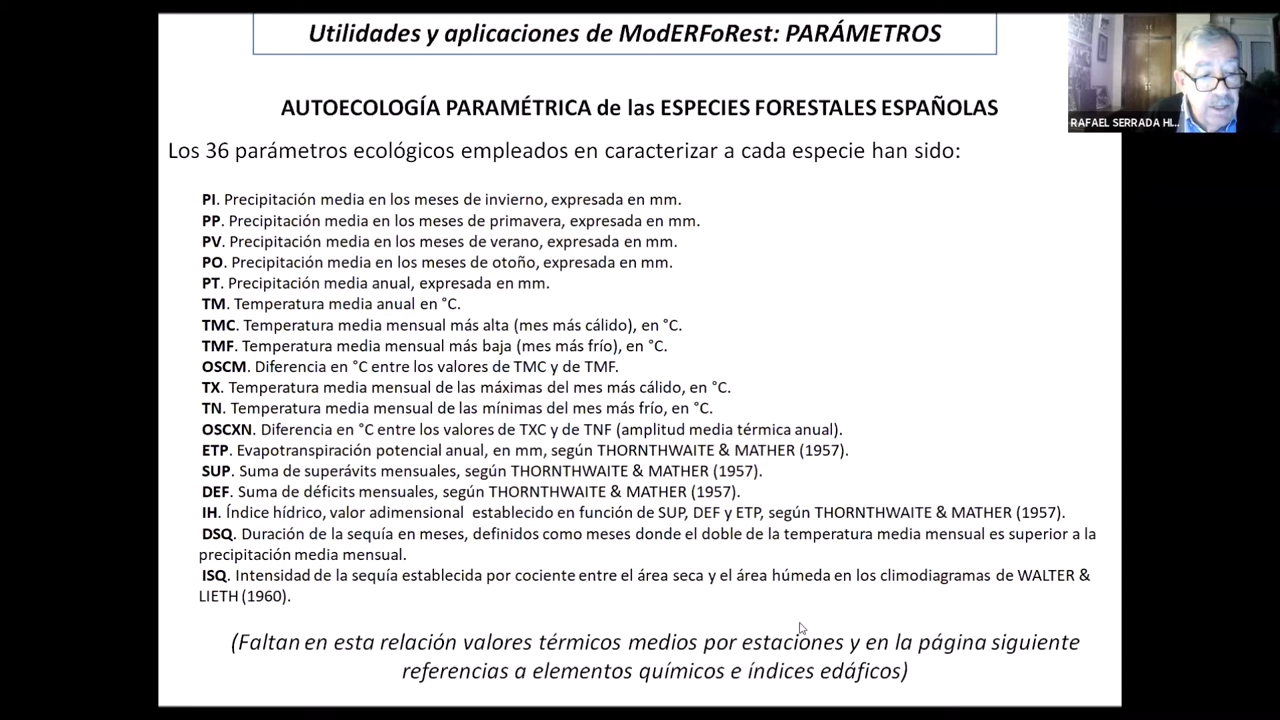 Utilidades y aplicaciones de ModERFoRest: PARÁMETROS
RAFAEL SERRADA HI...
AUTOECOLOGÍA PARAMÉTRICA de las ESPECIES FORESTALES ESPAÑOLAS
Los 36 parámetros ecológicos empleados en caracterizar a cada especie han sido:
PI. Precipitación media en los meses de invierno, expresada en mm.
PP. Precipitación media en los meses de primavera, expresada en mm.
PV. Precipitación media en los meses de verano, expresada en mm.
PO. Precipitación media en los meses de otoño, expresada en mm.
PT. Precipitación media anual, expresada en mm.
TM. Temperatura media anual en °C.
TMC. Temperatura media mensual más alta (mes más cálido), en °C.
TMF. Temperatura media mensual más baja (mes más frío), en °C.
OSCM. Diferencia en °C entre los valores de TMC y de TMF.
TX. Temperatura media mensual de las máximas del mes más cálido, en °C.
TN. Temperatura media mensual de las mínimas del mes más frío, en °C.
OSCXN. Diferencia en °C entre los valores de TXC y de TNF (amplitud media térmica anual).
ETP. Evapotranspiración potencial anual, en mm, según THORNTHWAITE & MATHER (1957).
SUP. Suma de superávits mensuales, según THORNTHWAITE & MATHER (1957).
DEF. Suma de déficits mensuales, según THORNTHWAITE & MATHER (1957).
IH. Índice hídrico, valor adimensional establecido en función de SUP, DEF y ETP, según THORNTHWAITE & MATHER (1957).
DSQ. Duración de la sequía en meses, definidos como meses donde el doble de la temperatura media mensual es superior a la
precipitación media mensual.
ISQ. Intensidad de la sequía establecida por cociente entre el área seca y el área húmeda en los climodiagramas de WALTER &
LIETH (1960).
(Faltan en esta relación valores térmicos medios por estaciones y en la página siguiente
referencias a elementos químicos e índices edáficos)